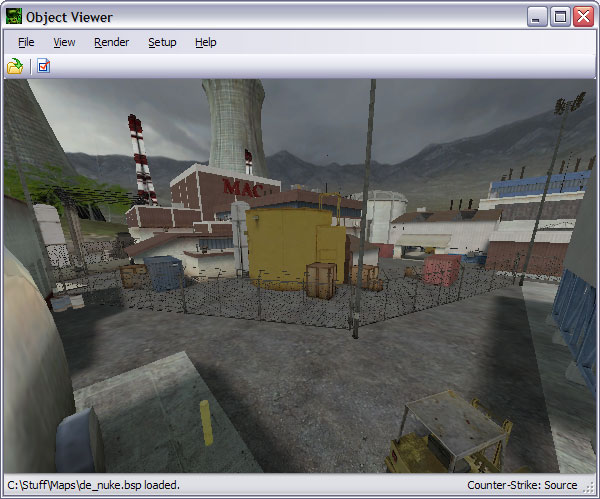 Object Viewer
File View Render Setup Help
MAC
C:\Stuff\Maps\de_nuke.bsp loaded.
Counter-Strike: Source